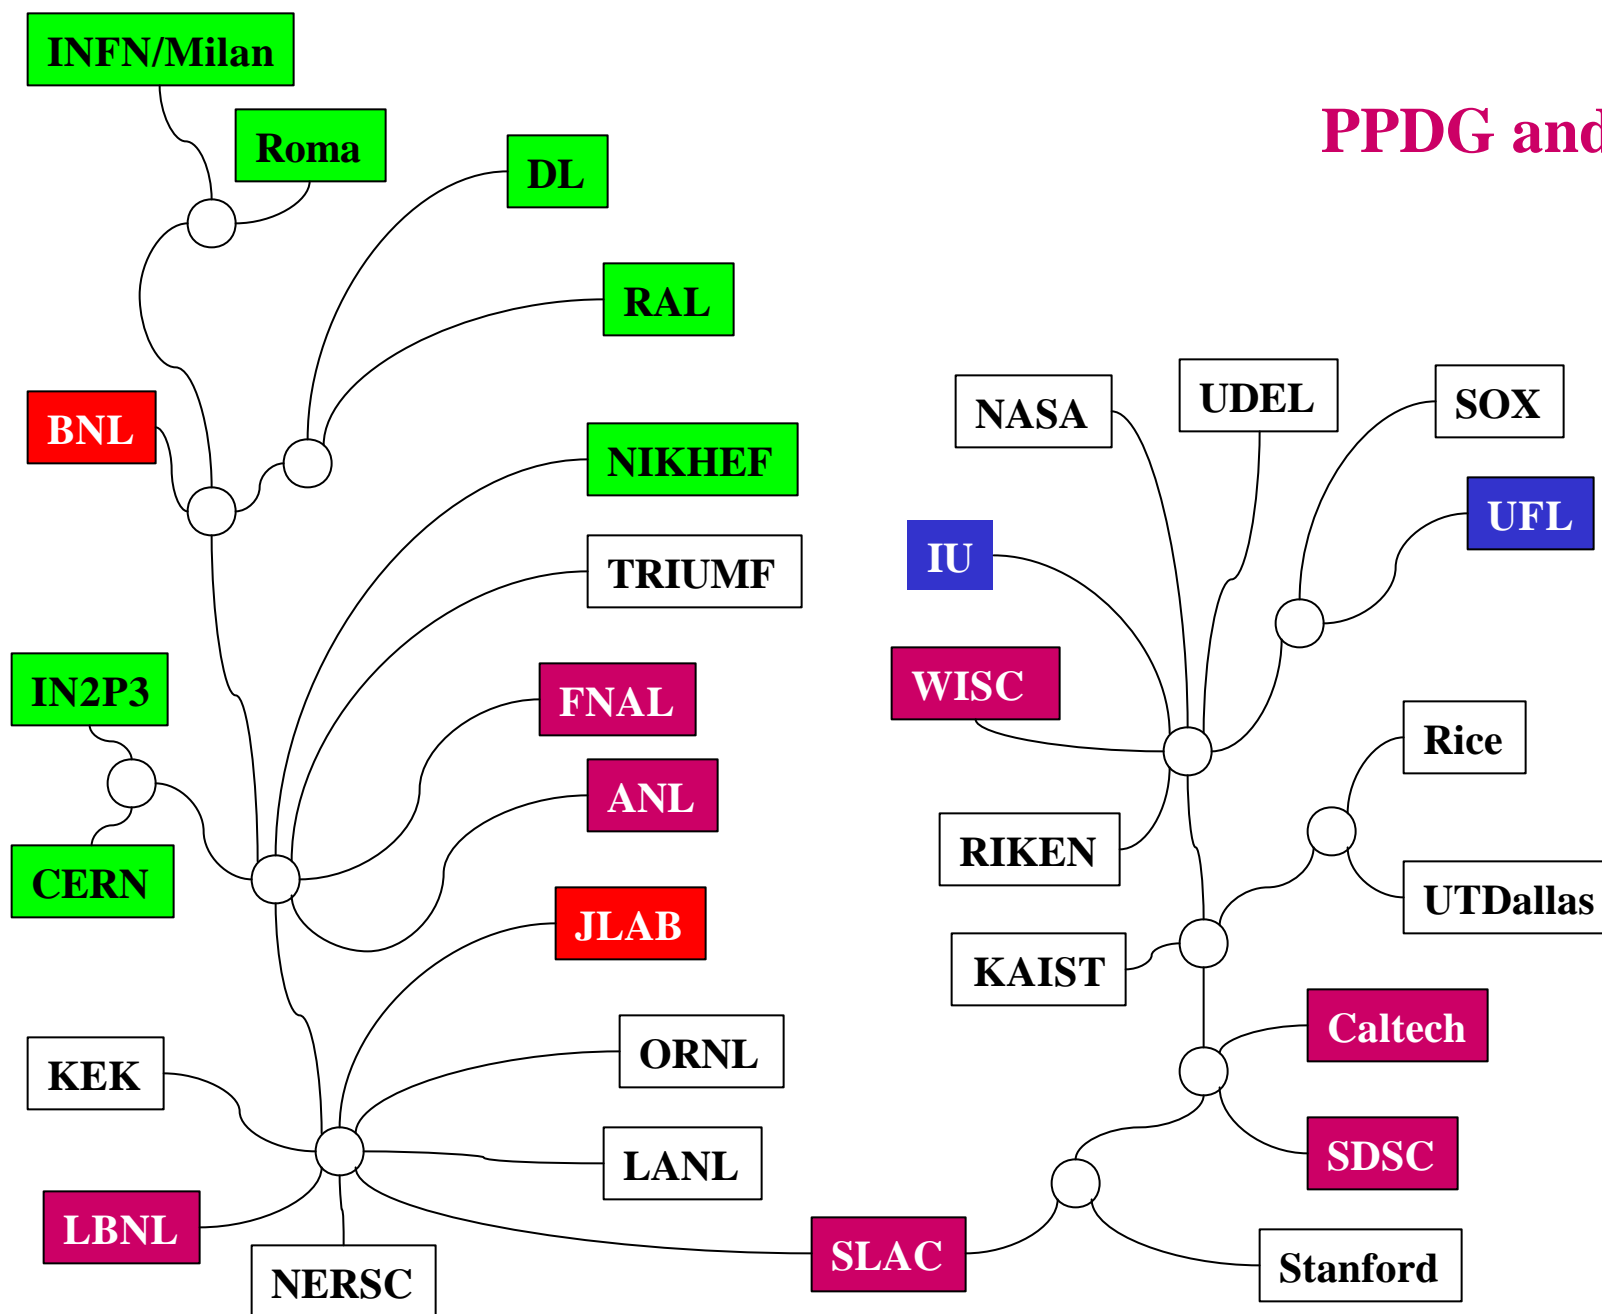 INFN/Milan
Roma
PPDG and
DL
RAL
BNL
NASA
UDEL
SOX
NIKHEF
UFL
IU
TRIUMF
IN2P3
FNAL
WISC
Rice
ANL
CERN
RIKEN
UTDallas
JLAB
KAIST
Caltech
KEK
ORNL
LANL
SDSC
LBNL
SLAC
Stanford
NERSC